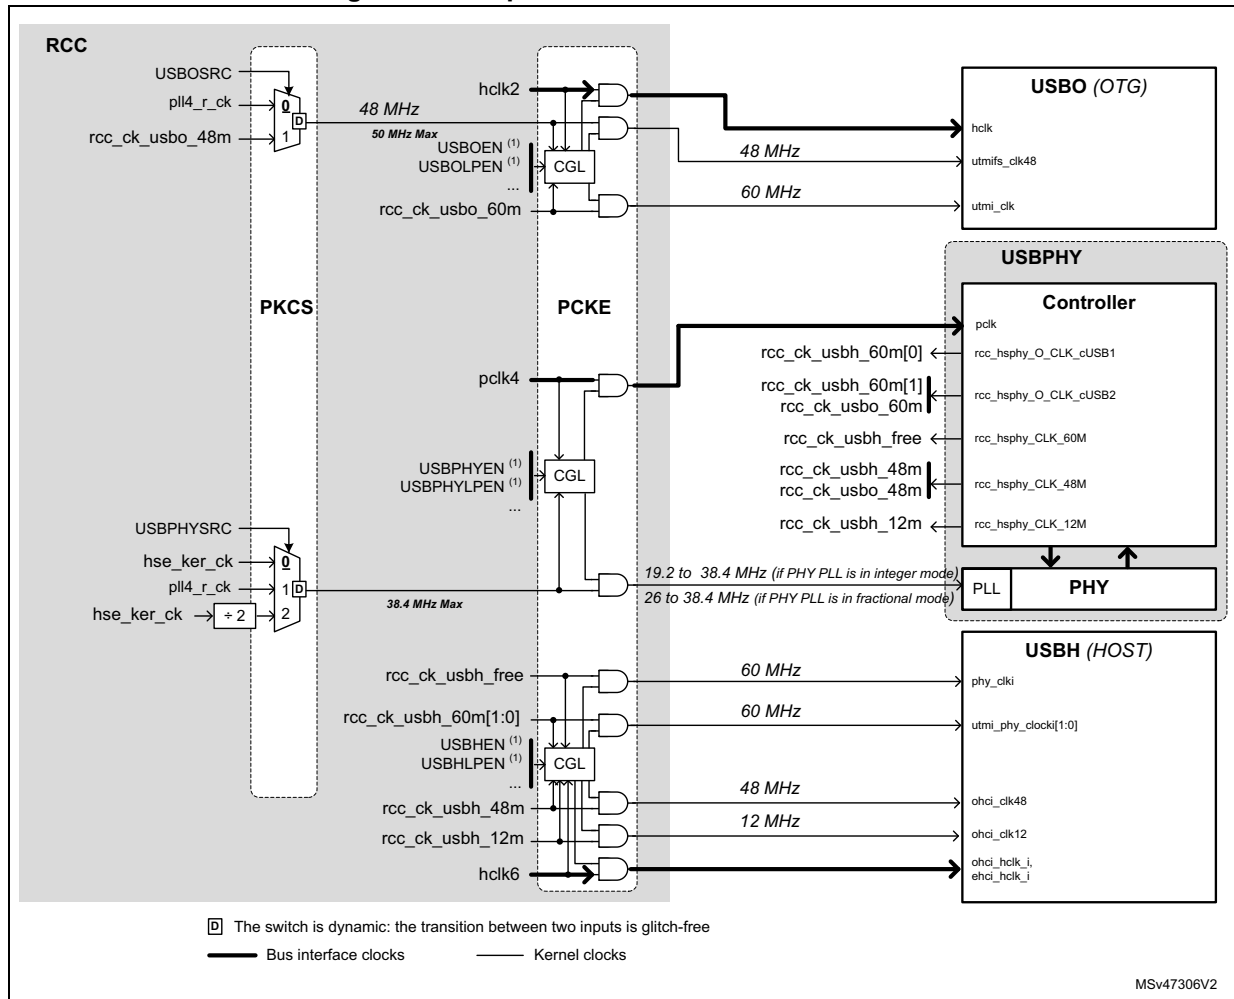 RCC
USBOSRC
pll4_r_ck
rcc_ck_usbo_48m
0
1
D
48 MHz
50 MHz Max
hclk2
USBOEN (1)
USBOLPEN (1)
...
CGL
rcc_ck_usbo_60m
48 MHz
60 MHz
USBO (OTG)
hclk
utmifs_clk48
utmi_clk
PKCS
PCKE
USBPHY
Controller
pclk
rcc_hsphy_O_CLK_cUSB1
rcc_hsphy_O_CLK_cUSB2
rcc_hsphy_CLK_60M
rcc_hsphy_CLK_48M
rcc_hsphy_CLK_12M
rcc_ck_usbh_60m[0]
rcc_ck_usbh_60m[1]
rcc_ck_usbo_60m
rcc_ck_usbh_free
rcc_ck_usbh_48m
rcc_ck_usbo_48m
rcc_ck_usbh_12m
pclk4
USBPHYEN (1)
USBPHYLPEN (1)
...
CGL
USBPHYSRC
hse_ker_ck
pll4_r_ck
hse_ker_ck
÷ 2
0
1
2
D
38.4 MHz Max
19.2 to 38.4 MHz (if PHY PLL is in integer mode)
26 to 38.4 MHz (if PHY PLL is in fractional mode)
PLL
PHY
USBH (HOST)
rcc_ck_usbh_free
rcc_ck_usbh_60m[1:0]
USBHEN (1)
USBHLPEN (1)
...
CGL
rcc_ck_usbh_48m
rcc_ck_usbh_12m
hclk6
60 MHz
60 MHz
48 MHz
12 MHz
phy_clki
utmi_phy_clocki[1:0]
ohci_clk48
ohci_clk12
ohci_hclk_i,
ehci_hclk_i
D The switch is dynamic: the transition between two inputs is glitch-free
Bus interface clocks
Kernel clocks
MSv47306V2